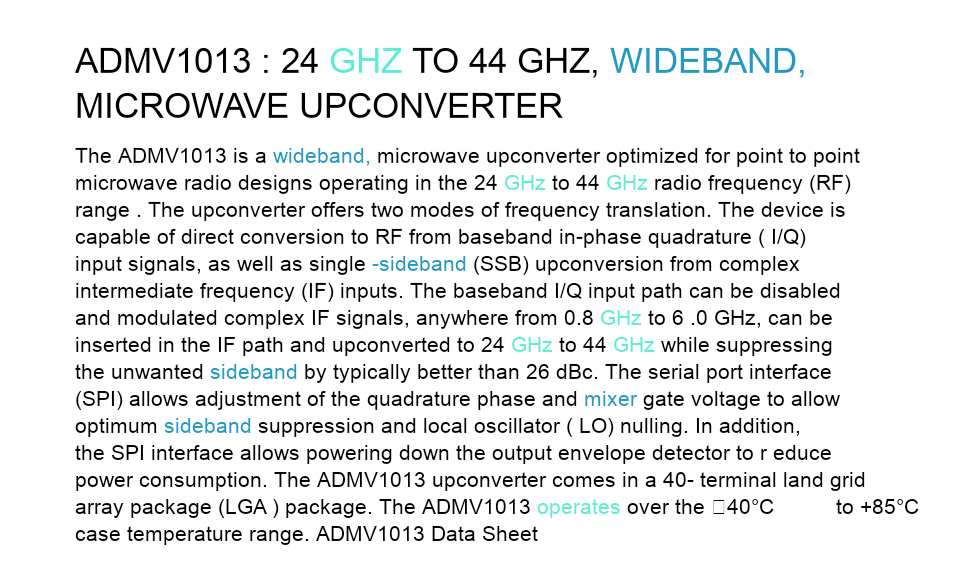 ADMV1013 : 24 GHZ TO 44 GHZ, WIDEBAND,
MICROWAVE UPCONVERTER
The ADMV1013 is a wideband, microwave upconverter optimized for point to point
microwave radio designs operating in the 24 GHz to 44 GHz radio frequency (RF)
range . The upconverter offers two modes of frequency translation. The device is
capable of direct conversion to RF from baseband in-phase quadrature ( I/Q)
input signals, as well as single -sideband (SSB) upconversion from complex
intermediate frequency (IF) inputs. The baseband I/Q input path can be disabled
and modulated complex IF signals, anywhere from 0.8 GHz to 6 .0 GHz, can be
inserted in the IF path and upconverted to 24 GHz to 44 GHz while suppressing
the unwanted sideband by typically better than 26 dBc. The serial port interface
(SPI) allows adjustment of the quadrature phase and mixer gate voltage to allow
optimum sideband suppression and local oscillator ( LO) nulling. In addition,
the SPI interface allows powering down the output envelope detector to r educe
power consumption. The ADMV1013 upconverter comes in a 40- terminal land grid
array package (LGA ) package. The ADMV1013 operates over the □40°C to +85°C
case temperature range. ADMV1013 Data Sheet